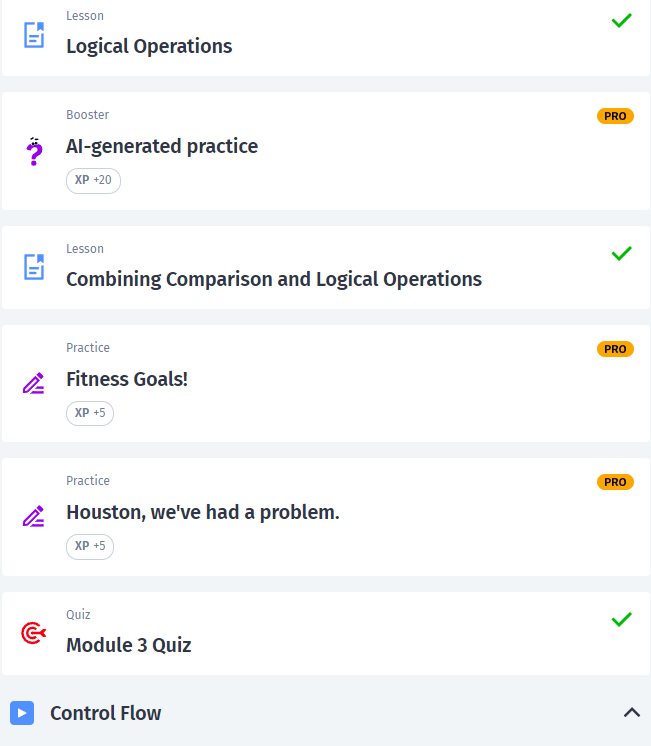 Lesson
Logical Operations
Booster
PRO
AI-generated practice
XP +20
Lesson
Combining Comparison and Logical Operations
Practice
PRO
Fitness Goals!
XP +5
Practice
PRO
Houston, we've had a problem.
XP +5
Quiz
Module 3 Quiz
Control Flow